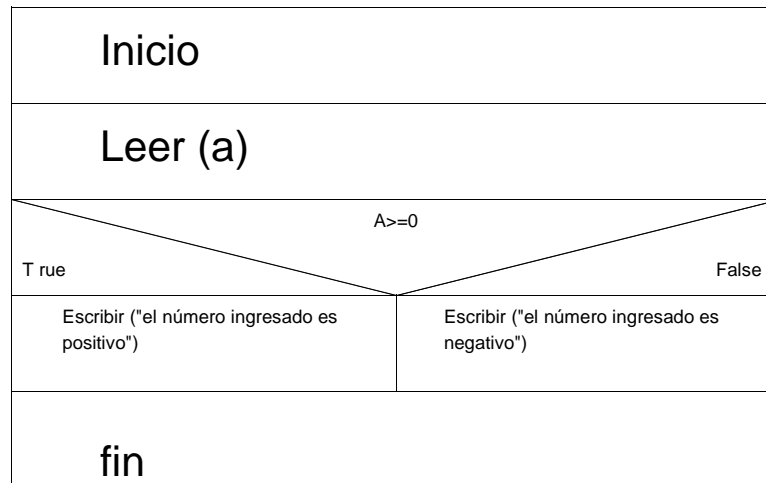 Inicio
Leer (a)
A>=0
T rue
False
Escribir ("el número ingresado es
positivo")
Escribir ("el número ingresado es
negativo")
fin